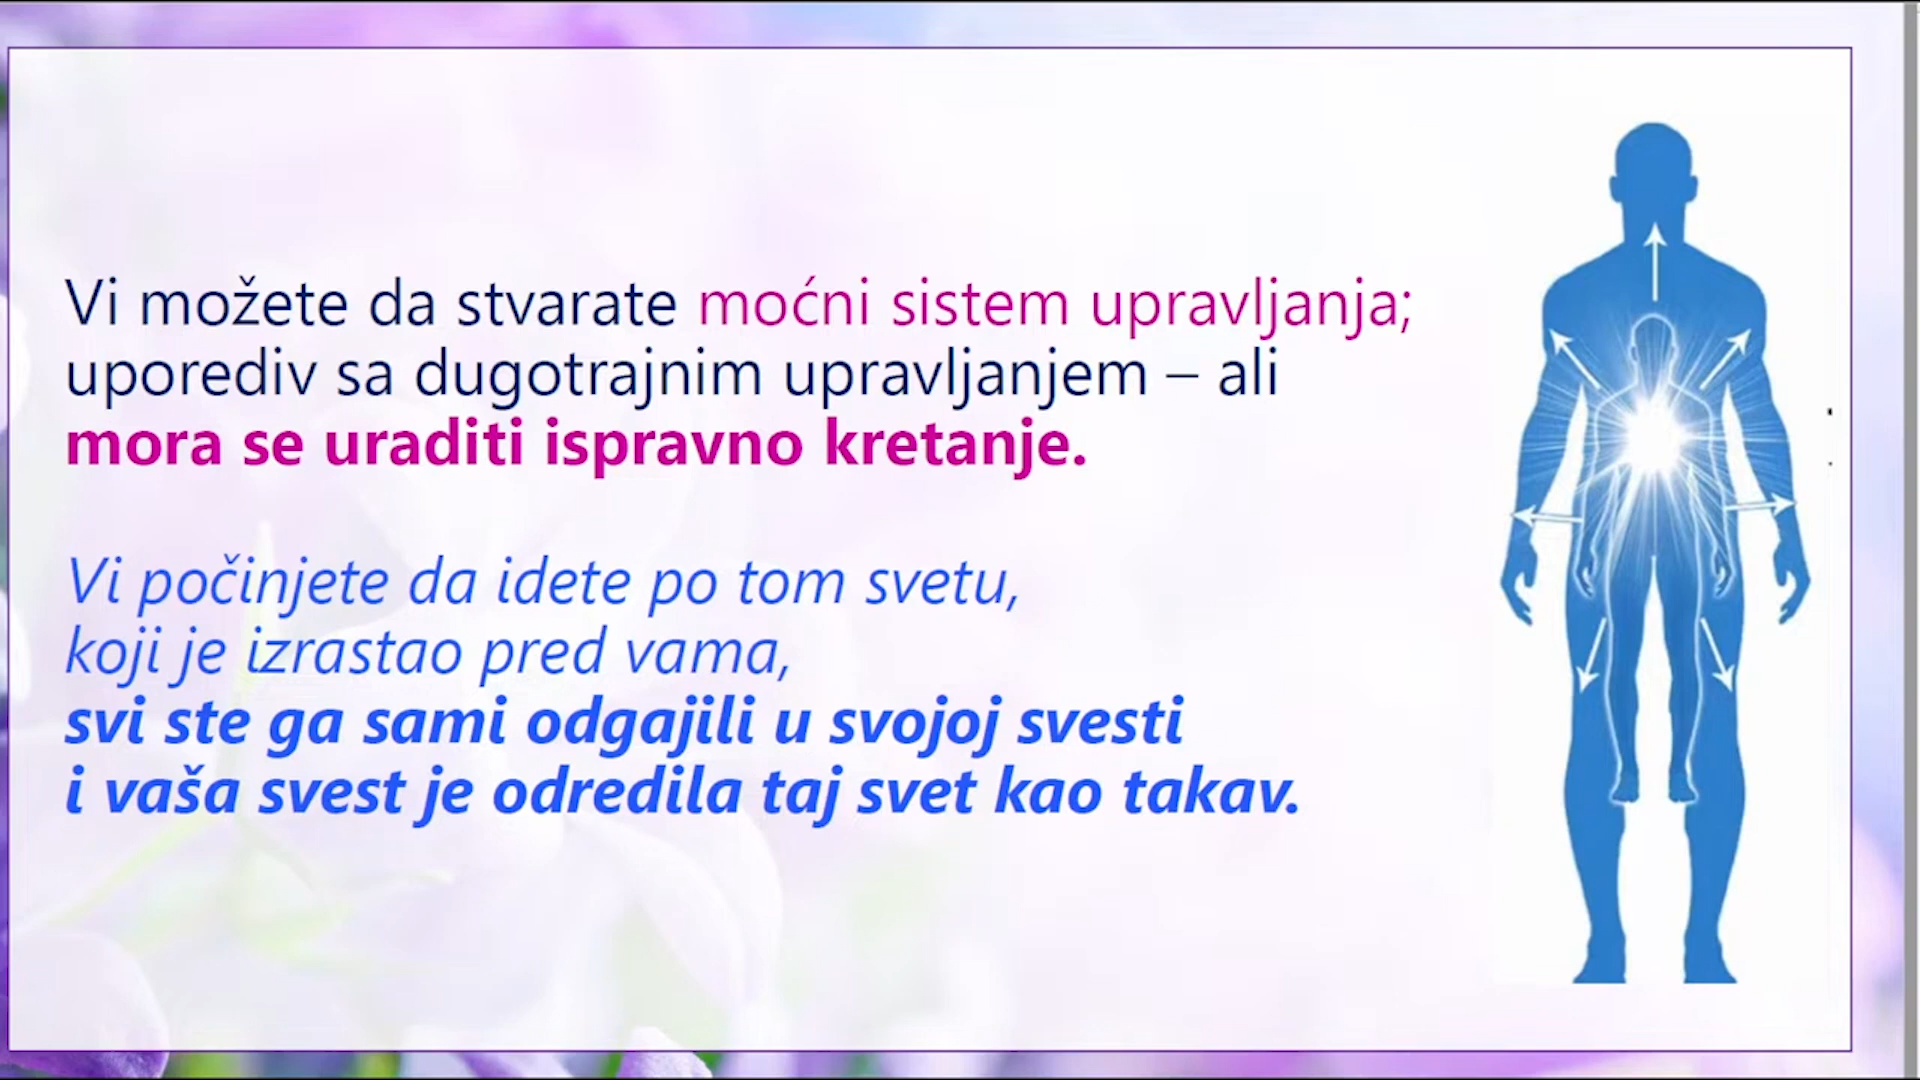 Vi možete da stvarate moćni sistem upravljanja;
uporediv sa dugotrajnim upravljanjem – ali
mora se uraditi ispravno kretanje.
Vi počinjete da idete po tom svetu,
koji je izrastao pred vama,
svi ste ga sami odgajili u svojoj svesti
i vaša svest je odredila taj svet kao takav.